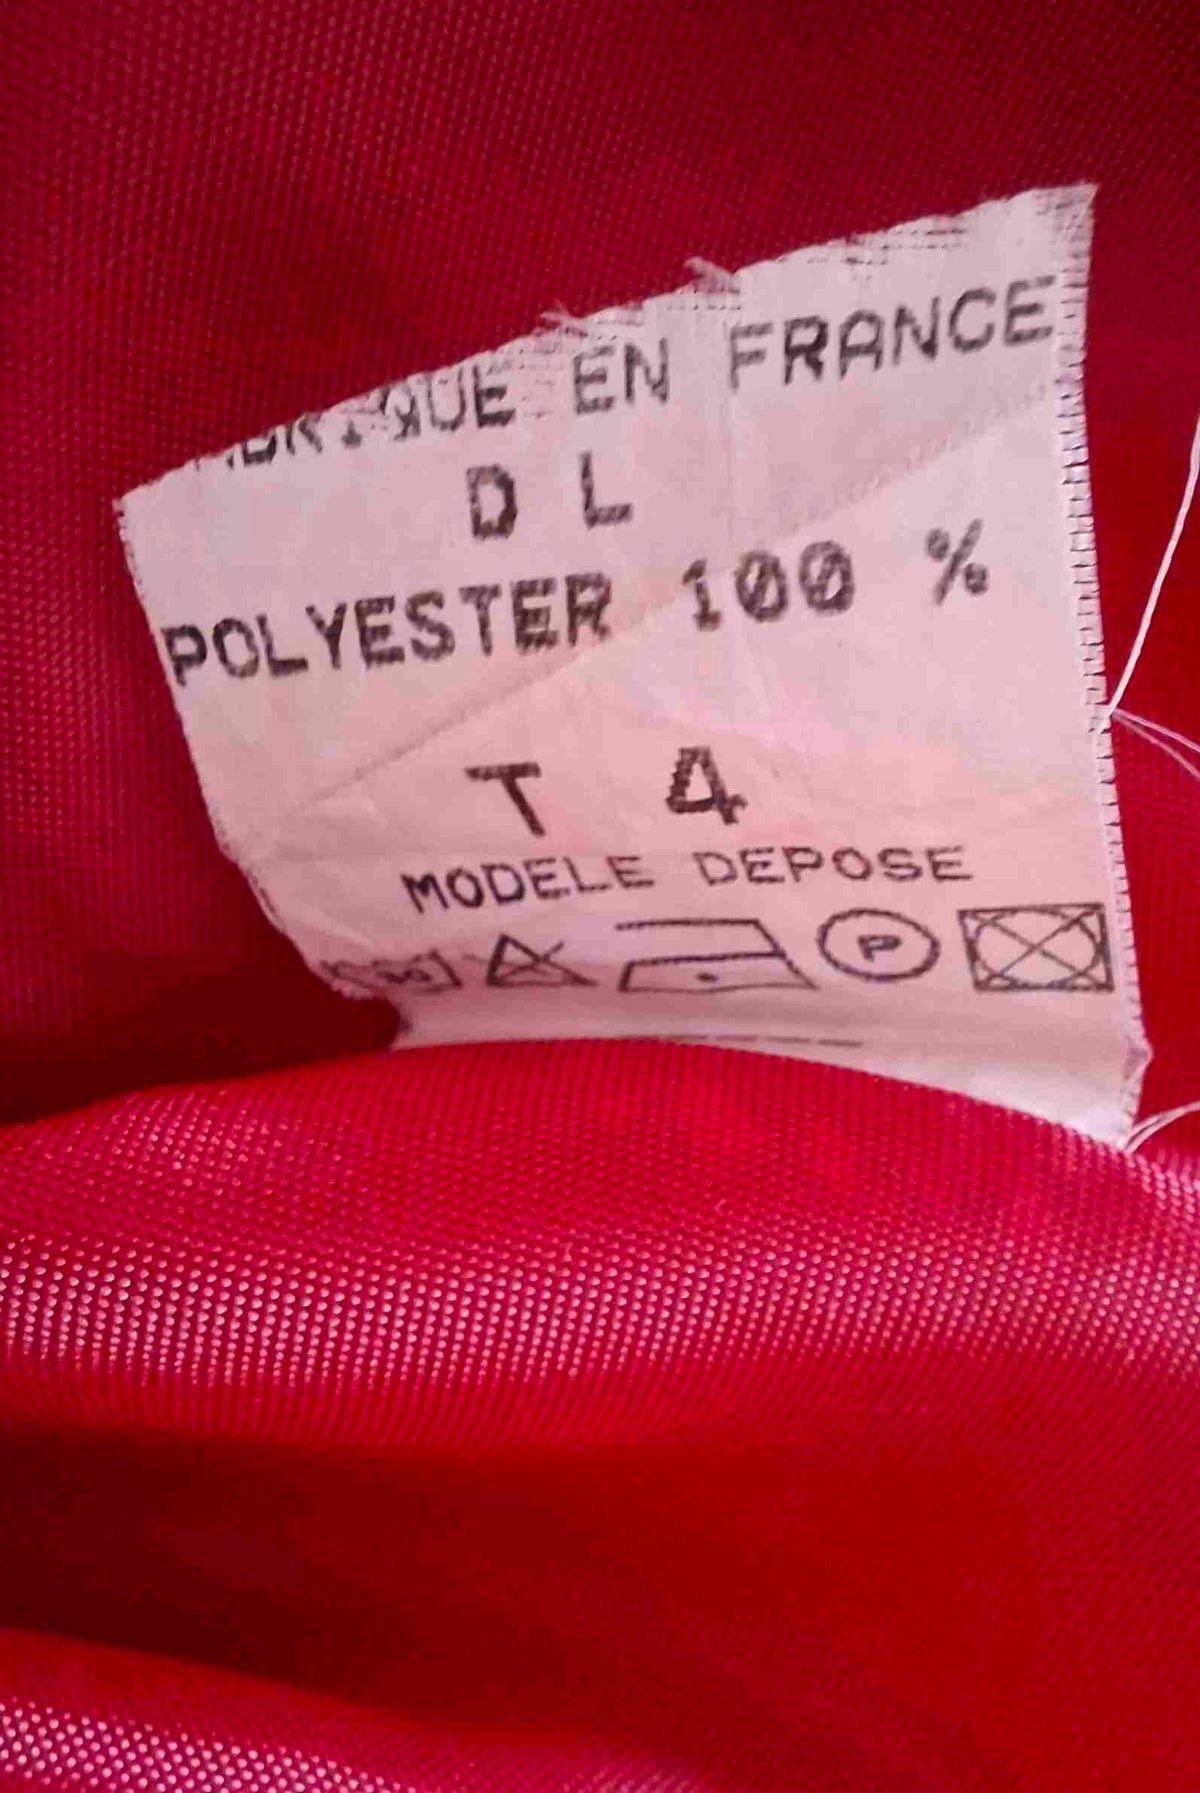 EN FRANCE
D L
POLYESTER 100 %
T 4
MODELE DEPOSE
P